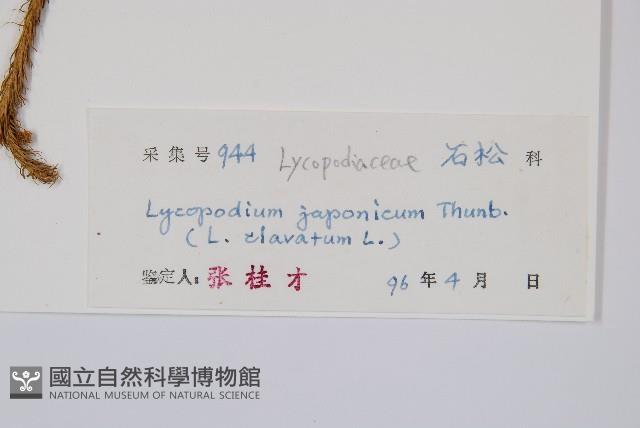 采集号 944 Lycopodiaceae 石松 科
Lycopodium japonicum Thunb.
( L. clavatum L. )
鉴定人: 张桂才 96 年 4 月 日
國立自然科學博物館
NATIONAL MUSEUM OF NATURAL SCIENCE